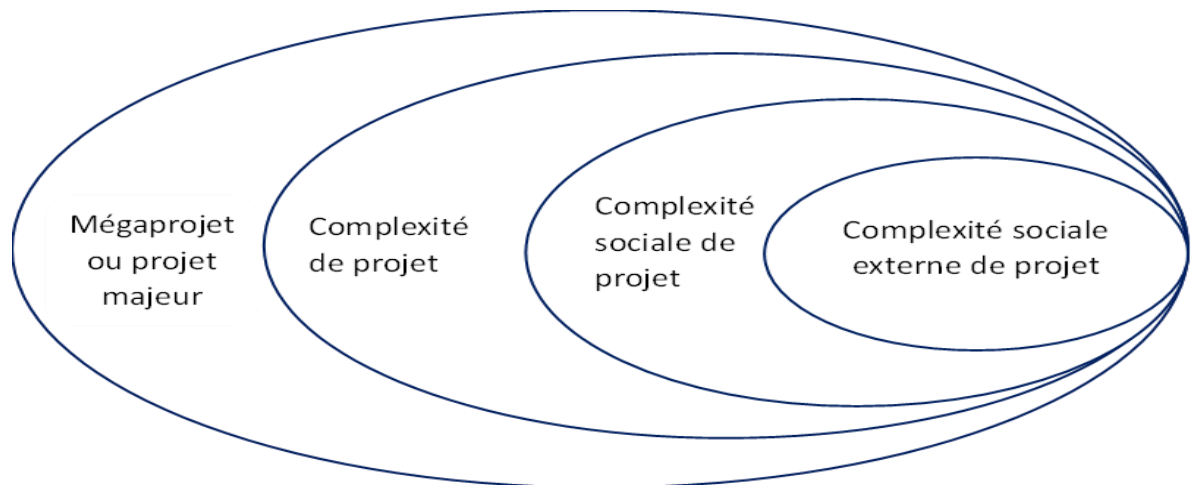 Mégaprojet
ou projet
majeur
Complexité
de projet
Complexité
sociale de
projet
Complexité sociale
externe de projet